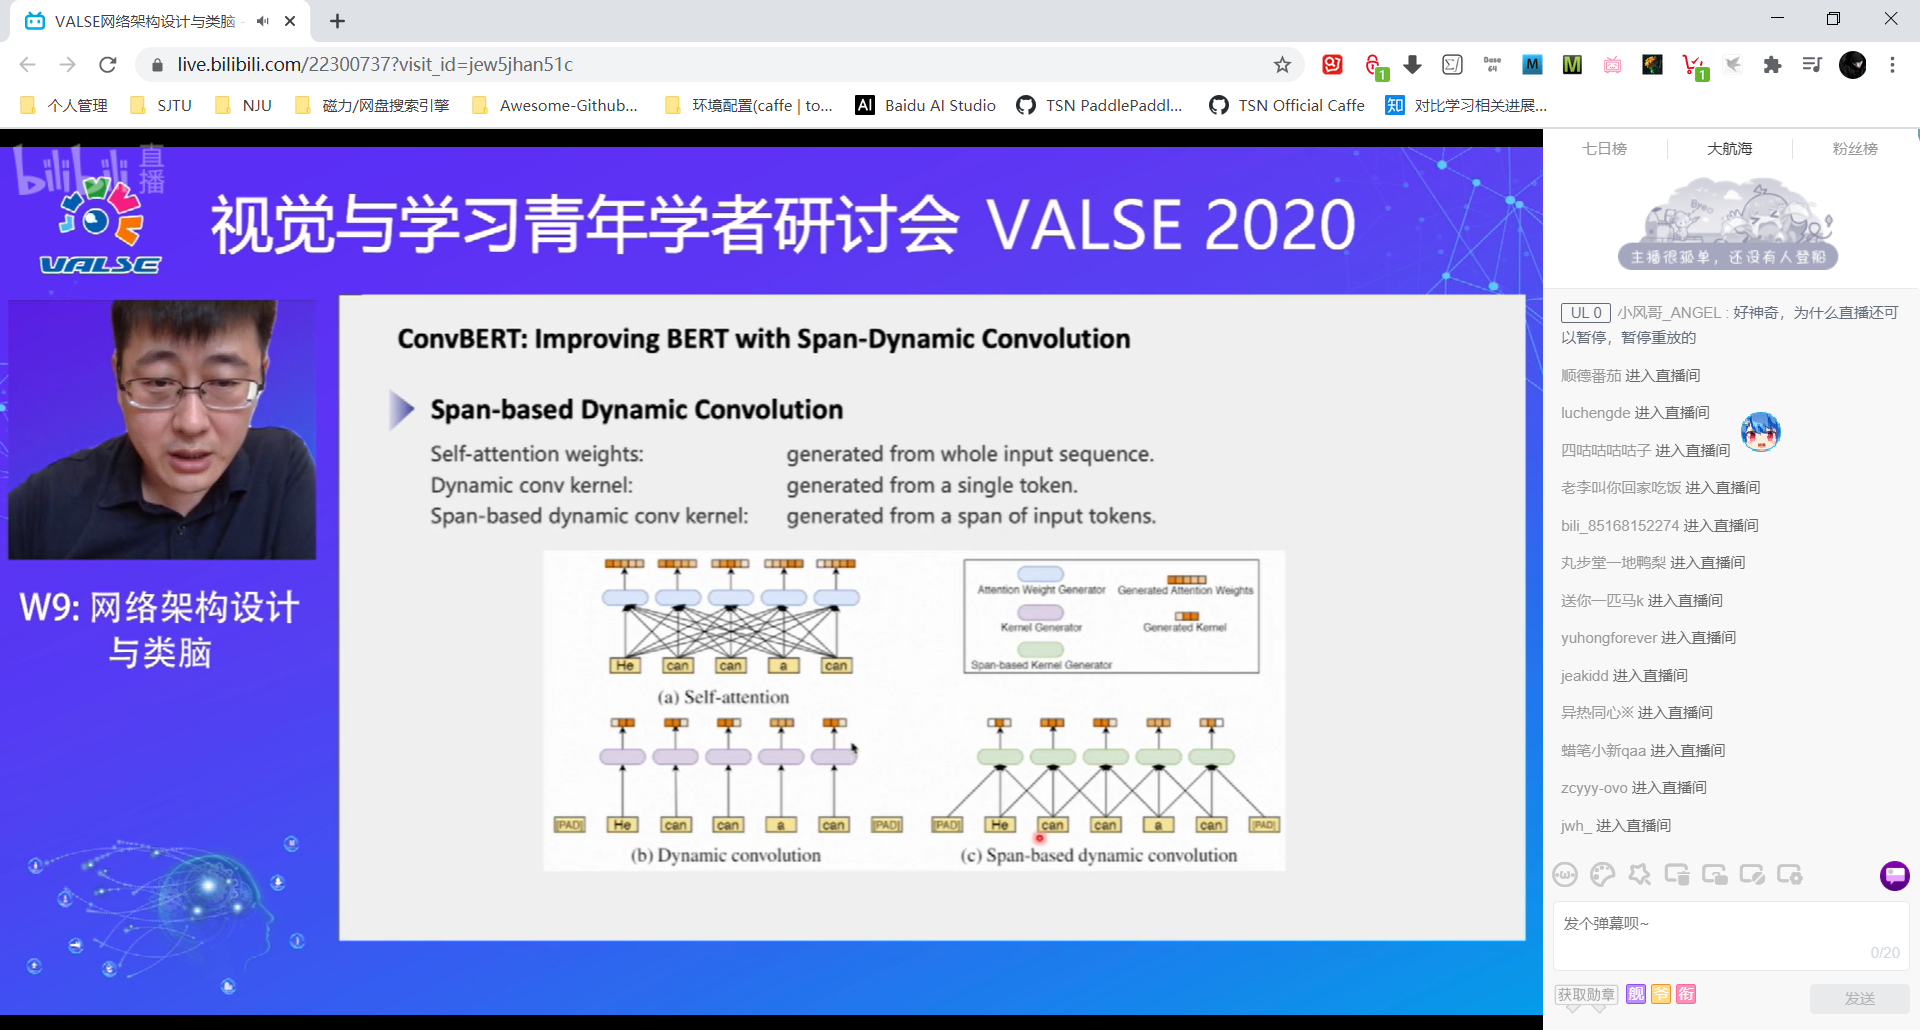 VALSE网络架构设计与类脑 -
live.bilibili.com/22300737?visit_id=jew5jhan51c
个人管理
SJTU
NJU
磁力/网盘搜索引擎
Awesome-Github...
环境配置(caffe | to...
AI Baidu AI Studio
TSN PaddlePaddl...
TSN Official Caffe
知 对比学习相关进展...
bilibili 直播
VALSE
视觉与学习青年学者研讨会 VALSE 2020
W9: 网络架构设计
与类脑
ConvBERT: Improving BERT with Span-Dynamic Convolution
Span-based Dynamic Convolution
Self-attention weights: generated from whole input sequence.
Dynamic conv kernel: generated from a single token.
Span-based dynamic conv kernel: generated from a span of input tokens.
Attention Weight Generator Generated Attention Weights
Kernel Generator Generated Kernel
Span-based Kernel Generator
He can can a can
(a) Self-attention
[PAD] He can can a can [PAD]
(b) Dynamic convolution
[PAD] He can can a can [PAD]
(c) Span-based dynamic convolution
七日榜 大航海 粉丝榜
主播很孤单，还没有人登船
UL 0 小风哥_ANGEL : 好神奇，为什么直播还可
以暂停，暂停重放的
顺德番茄 进入直播间
luchengde 进入直播间
四咕咕咕咕子 进入直播间
老李叫你回家吃饭 进入直播间
bili_85168152274 进入直播间
丸步堂一地鸭梨 进入直播间
送你一匹马k 进入直播间
yuhongforever 进入直播间
jeakidd 进入直播间
异热同心※ 进入直播间
蜡笔小新qaa 进入直播间
zcyyy-ovo 进入直播间
jwh_ 进入直播间
发个弹幕呗~
0/20
获取勋章 舰 爷 衔
发送